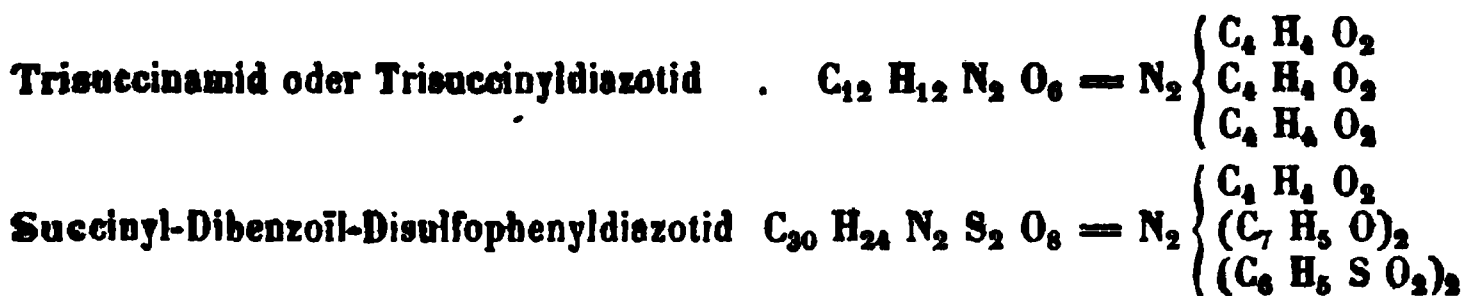 C₄ H₄ O₂
Trisuccinamid oder Trisuccinyldiazotid . C₁₂ H₁₂ N₂ O₆ = N₂ { C₄ H₄ O₂
C₄ H₄ O₂
C₄ H₄ O₂
Succinyl-Dibenzoïl-Disulfophenyldiazotid C₃₀ H₂₄ N₂ S₂ O₈ = N₂ { (C₇ H₅ O)₂
(C₆ H₅ S O₂)₂